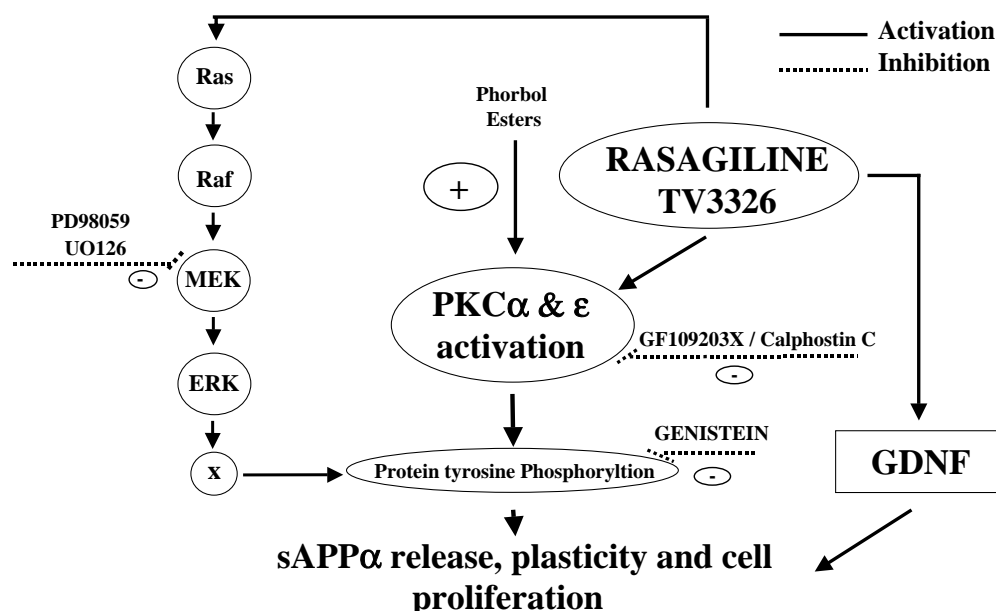 Activation
Inhibition
Ras
Phorbol
Esters
RASAGILINE
TV3326
+
Raf
PD98059
UO126
-
MEK
PKCα & ε
activation
GF109203X / Calphostin C
-
ERK
GENISTEIN
-
x
Protein tyrosine Phosphoryltion
GDNF
sAPPα release, plasticity and cell
proliferation